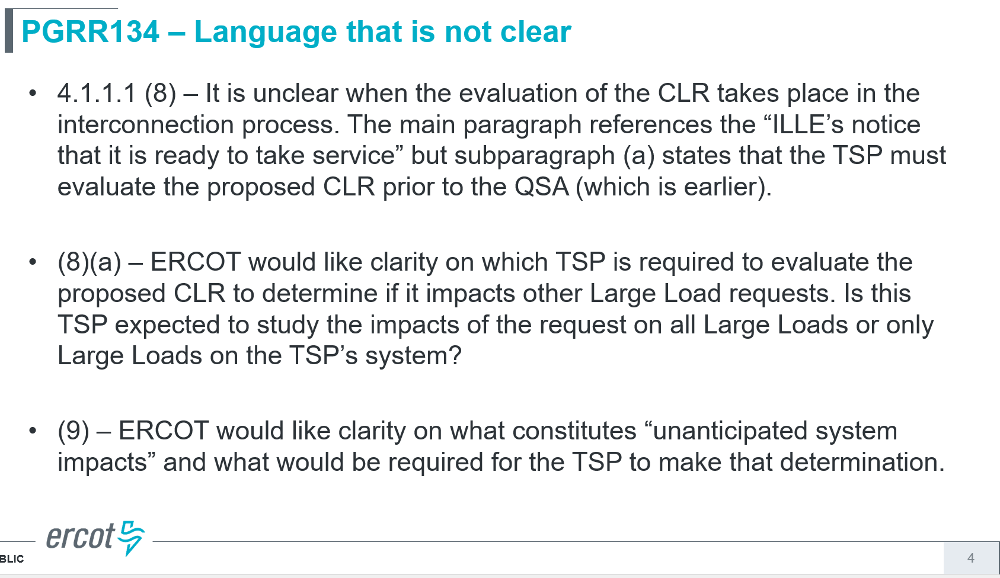 PGRR134 – Language that is not clear
• 4.1.1.1 (8) – It is unclear when the evaluation of the CLR takes place in the
interconnection process. The main paragraph references the “ILLE’s notice
that it is ready to take service” but subparagraph (a) states that the TSP must
evaluate the proposed CLR prior to the QSA (which is earlier).
• (8)(a) – ERCOT would like clarity on which TSP is required to evaluate the
proposed CLR to determine if it impacts other Large Load requests. Is this
TSP expected to study the impacts of the request on all Large Loads or only
Large Loads on the TSP’s system?
• (9) – ERCOT would like clarity on what constitutes “unanticipated system
impacts” and what would be required for the TSP to make that determination.
ercot
BLIC
4